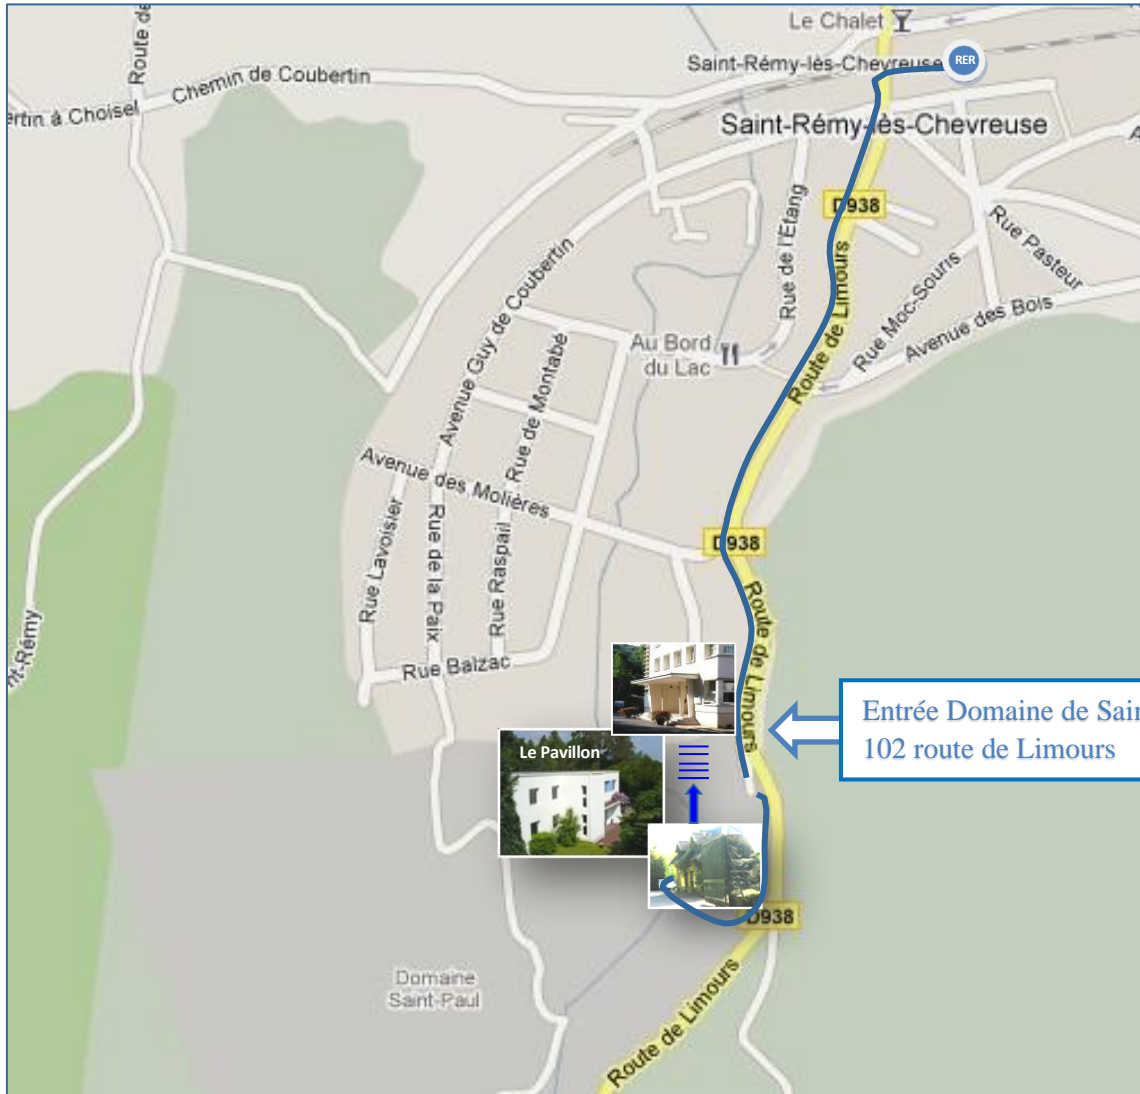 Le Chalet
Route de
Saint-Rémy-lès-Chevreuse
RER
Chemin de Coubertin
ertin à Choisel
Saint-Rémy-lès-Chevreuse
A
D938
Rue de l'Etang
Rue Pasteur
Rue Moc-Souris
Avenue des Bois
Route de Limours
Avenue Guy de Coubertin
Au Bord
du Lac
Rue de Montabé
Avenue des Molières
Rue Lavoisier
Rue de la Paix
Rue Raspail
D938
Route de Limours
nt-Rémy
Rue Balzac
Entrée Domaine de Sain
102 route de Limours
Le Pavillon
D938
Domaine
Saint-Paul
Route de Limours